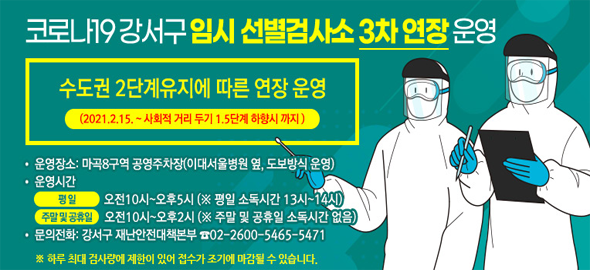 코로나19 강서구 임시 선별검사소 3차 연장 운영
수도권 2단계유지에 따른 연장 운영
(2021.2.15. ~ 사회적 거리 두기 1.5단계 하향시 까지)
• 운영장소: 마곡8구역 공영주차장(이대서울병원 옆, 도보방식 운영)
• 운영시간
평일 오전10시~오후5시 (※ 평일 소독시간 13시~14시)
주말 및 공휴일 오전10시~오후2시 (※ 주말 및 공휴일 소독시간 없음)
• 문의전화: 강서구 재난안전대책본부 ☎02-2600-5465-5471
※ 하루 최대 검사량에 제한이 있어 접수가 조기에 마감될 수 있습니다.